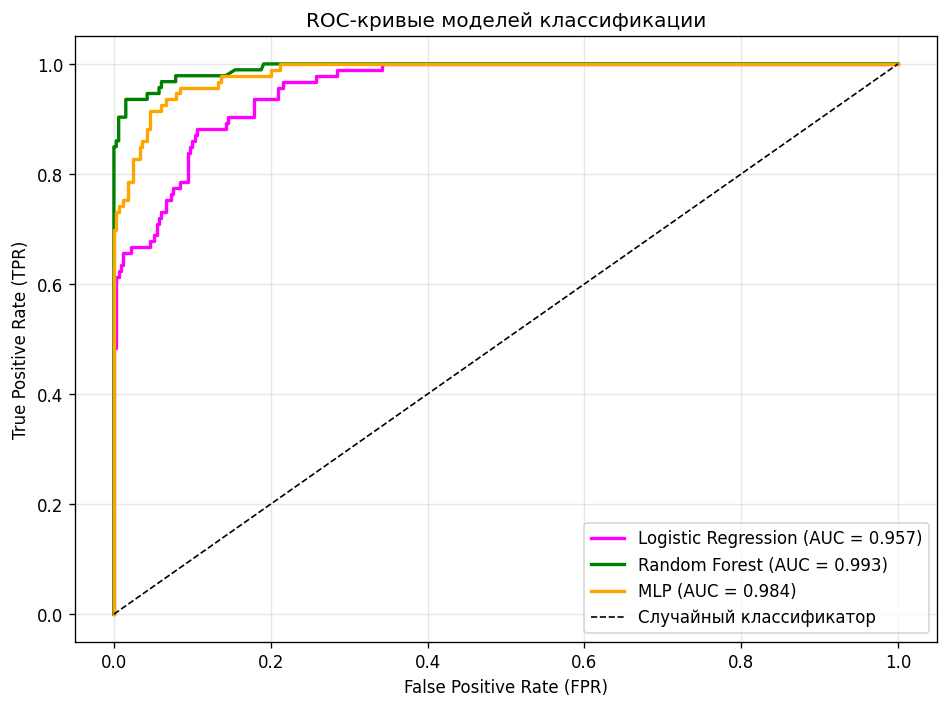 ROC-кривые моделей классификации
True Positive Rate (TPR)
1.0
0.8
0.6
0.4
0.2
0.0
0.0 0.2 0.4 0.6 0.8 1.0
False Positive Rate (FPR)
Logistic Regression (AUC = 0.957)
Random Forest (AUC = 0.993)
MLP (AUC = 0.984)
Случайный классификатор